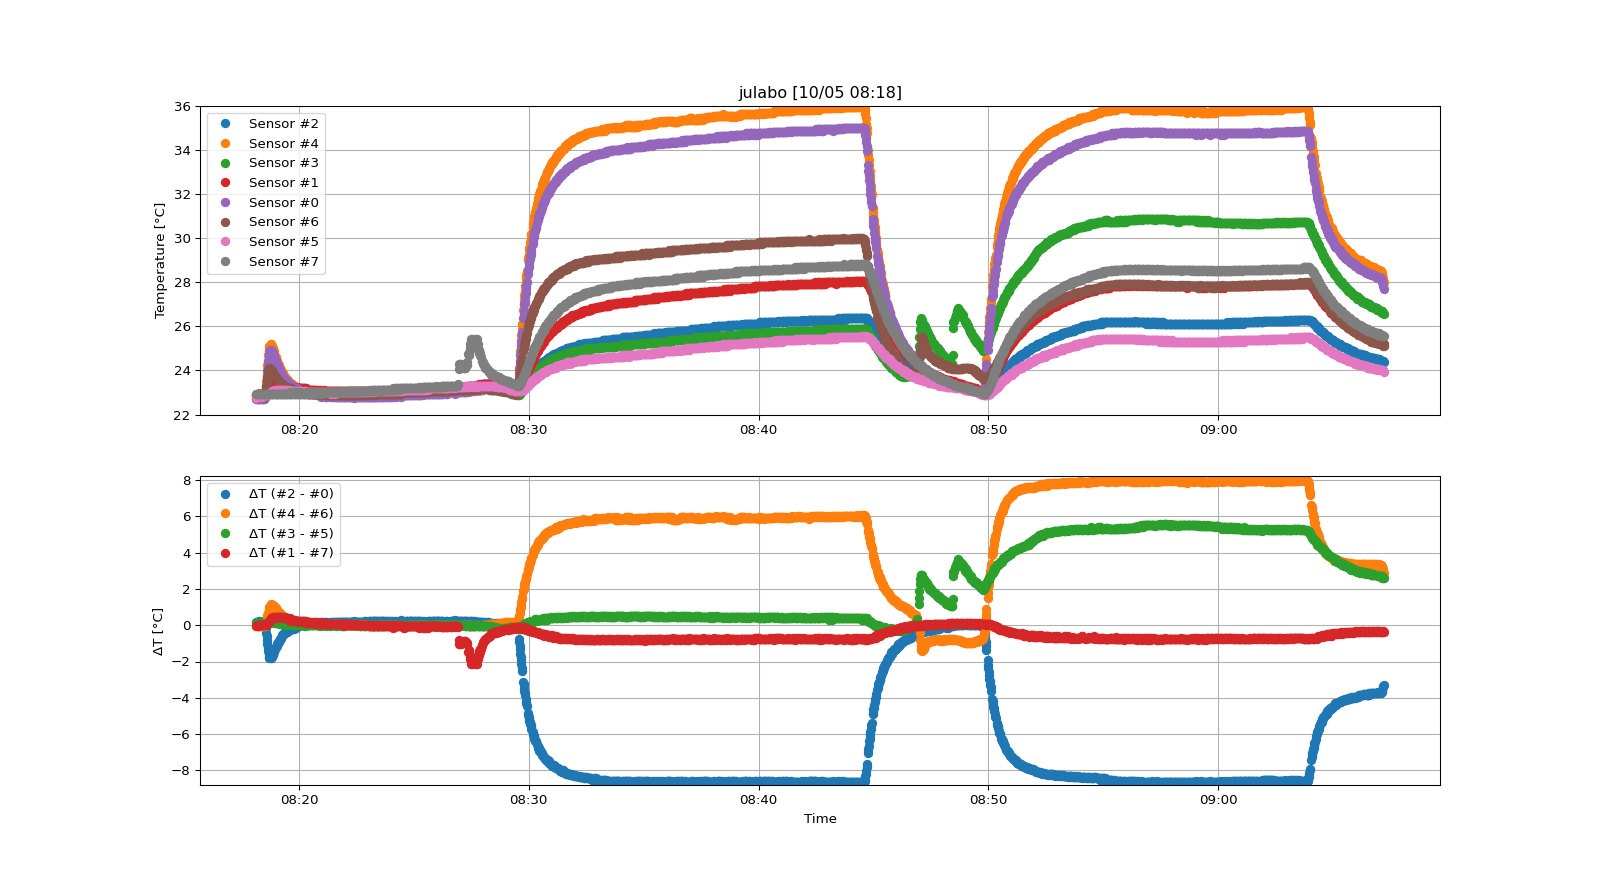 julabo [10/05 08:18]
Temperature [°C]
36
34
32
30
28
26
24
22
Sensor #2
Sensor #4
Sensor #3
Sensor #1
Sensor #0
Sensor #6
Sensor #5
Sensor #7
08:20 08:30 08:40 08:50 09:00
ΔT [°C]
8
6
4
2
0
−2
−4
−6
−8
ΔT (#2 - #0)
ΔT (#4 - #6)
ΔT (#3 - #5)
ΔT (#1 - #7)
08:20 08:30 08:40 08:50 09:00
Time